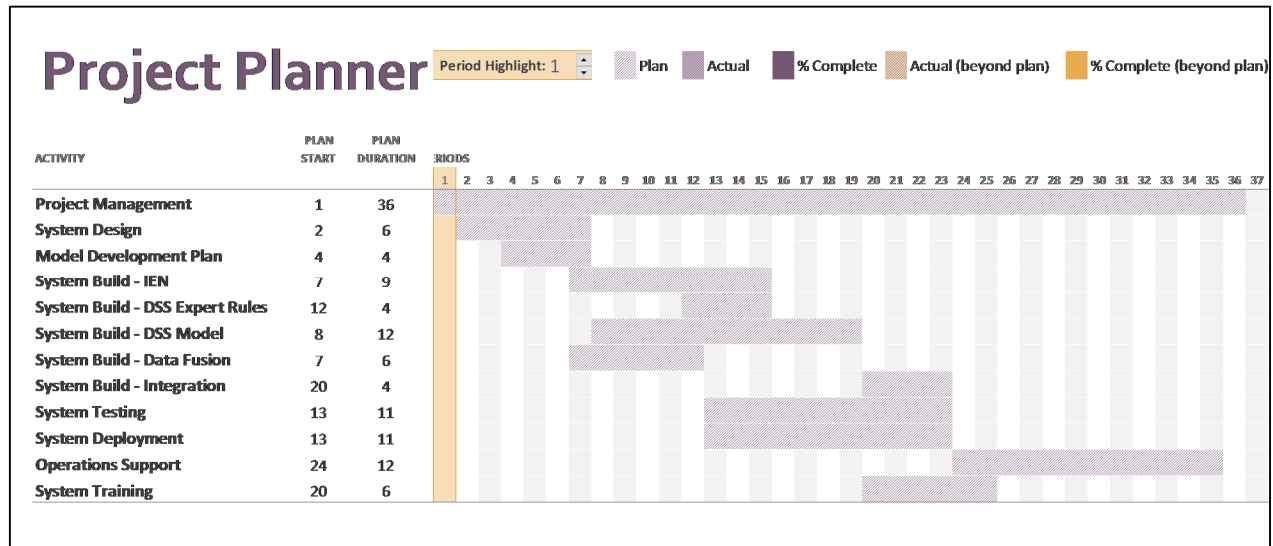 Project Planner
Period Highlight: 1
Plan
Actual
% Complete
Actual (beyond plan)
% Complete (beyond plan)
PLAN PLAN
ACTIVITY START DURATION ERIODS
1 2 3 4 5 6 7 8 9 10 11 12 13 14 15 16 17 18 19 20 21 22 23 24 25 26 27 28 29 30 31 32 33 34 35 36 37
Project Management 1 36
System Design 2 6
Model Development Plan 4 4
System Build - IEN 7 9
System Build - DSS Expert Rules 12 4
System Build - DSS Model 8 12
System Build - Data Fusion 7 6
System Build - Integration 20 4
System Testing 13 11
System Deployment 13 11
Operations Support 24 12
System Training 20 6